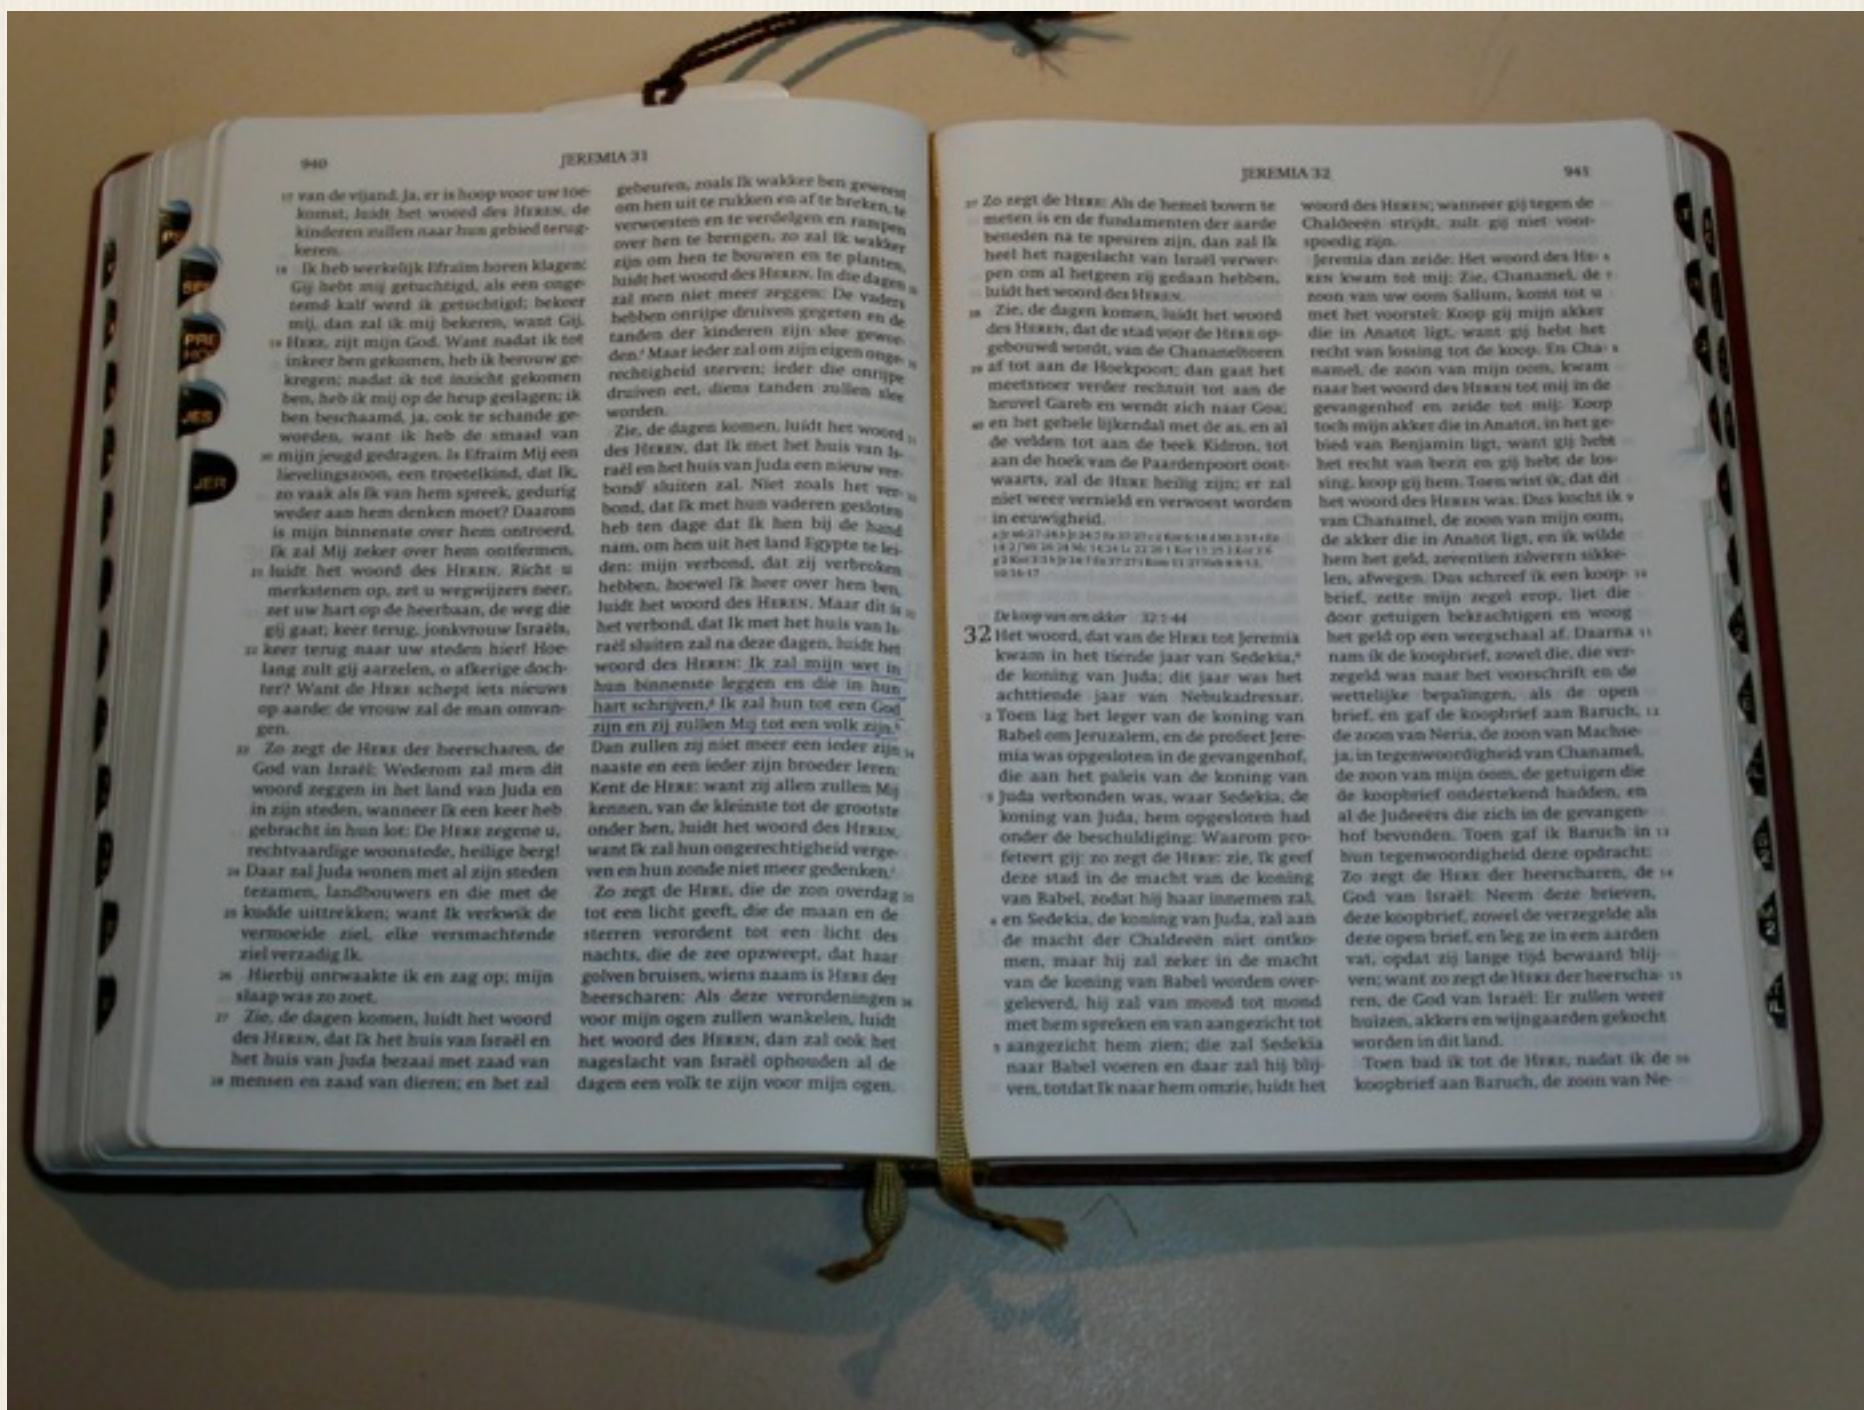 940
JEREMIA 31
17 van de vijand. Ja, er is hoop voor uw toe-
komst, luidt het woord des HEREN, de
kinderen zullen naar hun gebied terug-
keren.
18 Ik heb werkelijk Efraïm horen klagen:
Gij hebt mij getuchtigd, als een onge-
temd kalf werd ik getuchtigd; bekeer
mij, dan zal ik mij bekeren, want Gij,
19 HERE, zijt mijn God. Want nadat ik tot
inkeer ben gekomen, heb ik berouw ge-
kregen; nadat ik tot inzicht gekomen
ben, heb ik mij op de heup geslagen; ik
ben beschaamd, ja, ook te schande ge-
worden, want ik heb de smaad van
20 mijn jeugd gedragen. Is Efraïm Mij een
lievelingszoon, een troetelkind, dat Ik,
zo vaak als Ik van hem spreek, gedurig
weder aan hem denken moet? Daarom
is mijn binnenste over hem ontroerd,
Ik zal Mij zeker over hem ontfermen,
21 luidt het woord des HEREN. Richt u
merkstenen op, zet u wegwijzers neer,
zet uw hart op de heerbaan, de weg die
gij gaat; keer terug, jonkvrouw Israëls,
22 keer terug naar uw steden hier! Hoe-
lang zult gij aarzelen, o afkerige doch-
ter? Want de HERE schept iets nieuws
op aarde: de vrouw zal de man omvan-
gen.
23 Zo zegt de HERE der heerscharen, de
God van Israël: Wederom zal men dit
woord zeggen in het land van Juda en
in zijn steden, wanneer Ik een keer heb
gebracht in hun lot: De HERE zegene u,
rechtvaardige woonstede, heilige berg!
24 Daar zal Juda wonen met al zijn steden
tezamen, landbouwers en die met de
25 kudde uittrekken; want Ik verkwik de
vermoeide ziel, elke versmachtende
ziel verzadig Ik.
26 Hierbij ontwaakte ik en zag op; mijn
slaap was zo zoet.
27 Zie, de dagen komen, luidt het woord
des HEREN, dat Ik het huis van Israël en
het huis van Juda bezaai met zaad van
28 mensen en zaad van dieren; en het zal
gebeuren, zoals Ik wakker ben geweest
om hen uit te rukken en af te breken, te
verwoesten en te verdelgen en rampen
over hen te brengen, zo zal Ik wakker
zijn om hen te bouwen en te planten,
luidt het woord des HEREN. In die dagen 29
zal men niet meer zeggen: De vaders
hebben onrijpe druiven gegeten en de
tanden der kinderen zijn slee gewor-
den. Maar ieder zal om zijn eigen onge- 30
rechtigheid sterven; ieder die onrijpe
druiven eet, diens tanden zullen slee
worden.
Zie, de dagen komen, luidt het woord 31
des HEREN, dat Ik met het huis van Is-
raël en het huis van Juda een nieuw ver-
bond sluiten zal. Niet zoals het ver- 32
bond, dat Ik met hun vaderen gesloten
heb ten dage dat Ik hen bij de hand
nam, om hen uit het land Egypte te lei-
den: mijn verbond, dat zij verbroken
hebben, hoewel Ik heer over hen ben,
luidt het woord des HEREN. Maar dit is 33
het verbond, dat Ik met het huis van Is-
raël sluiten zal na deze dagen, luidt het
woord des HEREN: Ik zal mijn wet in
hun binnenste leggen en die in hun
hart schrijven,g Ik zal hun tot een God
zijn en zij zullen Mij tot een volk zijn.h
Dan zullen zij niet meer een ieder zijn 34
naaste en een ieder zijn broeder leren:
Kent de HERE: want zij allen zullen Mij
kennen, van de kleinste tot de grootste
onder hen, luidt het woord des HEREN,
want Ik zal hun ongerechtigheid verge-
ven en hun zonde niet meer gedenken.i
Zo zegt de HERE, die de zon overdag 35
tot een licht geeft, die de maan en de
sterren verordent tot een licht des
nachts, die de zee opzweept, dat haar
golven bruisen, wiens naam is HERE der
heerscharen: Als deze verordeningen 36
voor mijn ogen zullen wankelen, luidt
het woord des HEREN, dan zal ook het
nageslacht van Israël ophouden al de
dagen een volk te zijn voor mijn ogen.
JEREMIA 32
941
37 Zo zegt de HERE: Als de hemel boven te
meten is en de fundamenten der aarde
beneden na te speuren zijn, dan zal Ik
heel het nageslacht van Israël verwer-
pen om al hetgeen zij gedaan hebben,
luidt het woord des HEREN.
38 Zie, de dagen komen, luidt het woord
des HEREN, dat de stad voor de HERE op-
gebouwd wordt, van de Chananeltoren
39 af tot aan de Hoekpoort; dan gaat het
meetsnoer verder rechtuit tot aan de
heuvel Gareb en wendt zich naar Goa;
40 en het gehele lijkendal met de as, en al
de velden tot aan de beek Kidron, tot
aan de hoek van de Paardenpoort oost-
waarts, zal de HERE heilig zijn; er zal
niet weer vernield en verwoest worden
in eeuwigheid.
De koop van een akker 32:1-44
32 Het woord, dat van de HERE tot Jeremia
kwam in het tiende jaar van Sedekia,a
de koning van Juda; dit jaar was het
achttiende jaar van Nebukadressar.
2 Toen lag het leger van de koning van
Babel om Jeruzalem, en de profeet Jere-
mia was opgesloten in de gevangenhof,
die aan het paleis van de koning van
3 Juda verbonden was, waar Sedekia, de
koning van Juda, hem opgesloten had
onder de beschuldiging: Waarom pro-
feteert gij: zo zegt de HERE: zie, Ik geef
deze stad in de macht van de koning
van Babel, zodat hij haar innemen zal,
4 en Sedekia, de koning van Juda, zal aan
de macht der Chaldeeën niet ontko-
men, maar hij zal zeker in de macht
van de koning van Babel worden over-
geleverd, hij zal van mond tot mond
met hem spreken en van aangezicht tot
5 aangezicht hem zien; die zal Sedekia
naar Babel voeren en daar zal hij blij-
ven, totdat Ik naar hem omzie, luidt het
woord des HEREN; wanneer gij tegen de
Chaldeeën strijdt, zult gij niet voor-
spoedig zijn.
Jeremia dan zeide: Het woord des HE- 6
REN kwam tot mij: Zie, Chanamel, de 7
zoon van uw oom Sallum, komt tot u
met het voorstel: Koop gij mijn akker
die in Anatot ligt, want gij hebt het
recht van lossing tot de koop. En Cha- 8
namel, de zoon van mijn oom, kwam
naar het woord des HEREN tot mij in de
gevangenhof en zeide tot mij: Koop
toch mijn akker die in Anatot, in het ge-
bied van Benjamin ligt, want gij hebt
het recht van bezit en gij hebt de los-
sing, koop gij hem. Toen wist ik, dat dit
het woord des HEREN was. Dus kocht ik 9
van Chanamel, de zoon van mijn oom,
de akker die in Anatot ligt, en ik wilde
hem het geld, zeventien zilveren sikke-
len, afwegen. Dus schreef ik een koop- 10
brief, zette mijn zegel erop, liet die
door getuigen bekrachtigen en woog
het geld op een weegschaal af. Daarna 11
nam ik de koopbrief, zowel die, die ver-
zegeld was naar het voorschrift en de
wettelijke bepalingen, als de open
brief, en gaf de koopbrief aan Baruch, 12
de zoon van Neria, de zoon van Machse-
ja, in tegenwoordigheid van Chanamel,
de zoon van mijn oom, de getuigen die
de koopbrief ondertekend hadden, en
al de Judeeërs die zich in de gevangen-
hof bevonden. Toen gaf ik Baruch in 13
hun tegenwoordigheid deze opdracht:
Zo zegt de HERE der heerscharen, de 14
God van Israël: Neem deze brieven,
deze koopbrief, zowel de verzegelde als
deze open brief, en leg ze in een aarden
vat, opdat zij lange tijd bewaard blij-
ven; want zo zegt de HERE der heerscha- 15
ren, de God van Israël: Er zullen weer
huizen, akkers en wijngaarden gekocht
worden in dit land.
Toen bad ik tot de HERE, nadat ik de 16
koopbrief aan Baruch, de zoon van Ne-
PRE
JES
JER